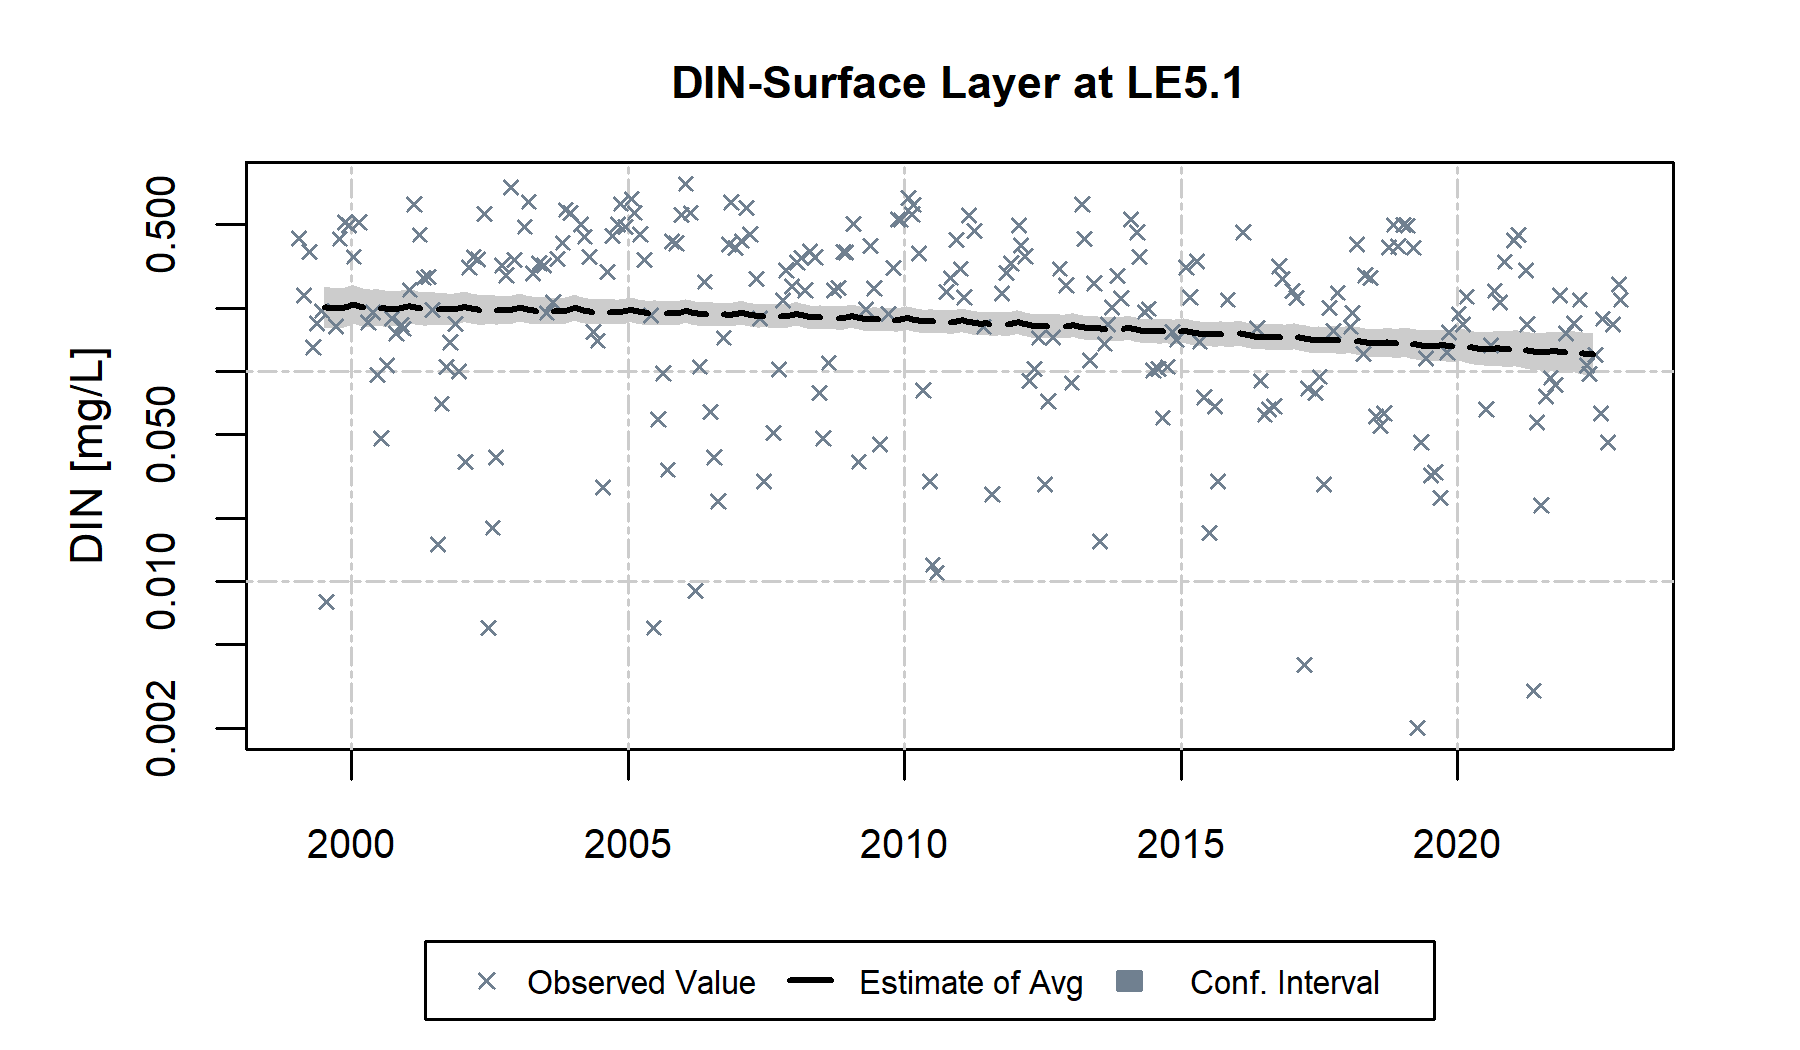 DIN-Surface Layer at LE5.1
DIN [mg/L]
0.500
0.050
0.010
0.002
2000 2005 2010 2015 2020
Observed Value Estimate of Avg Conf. Interval